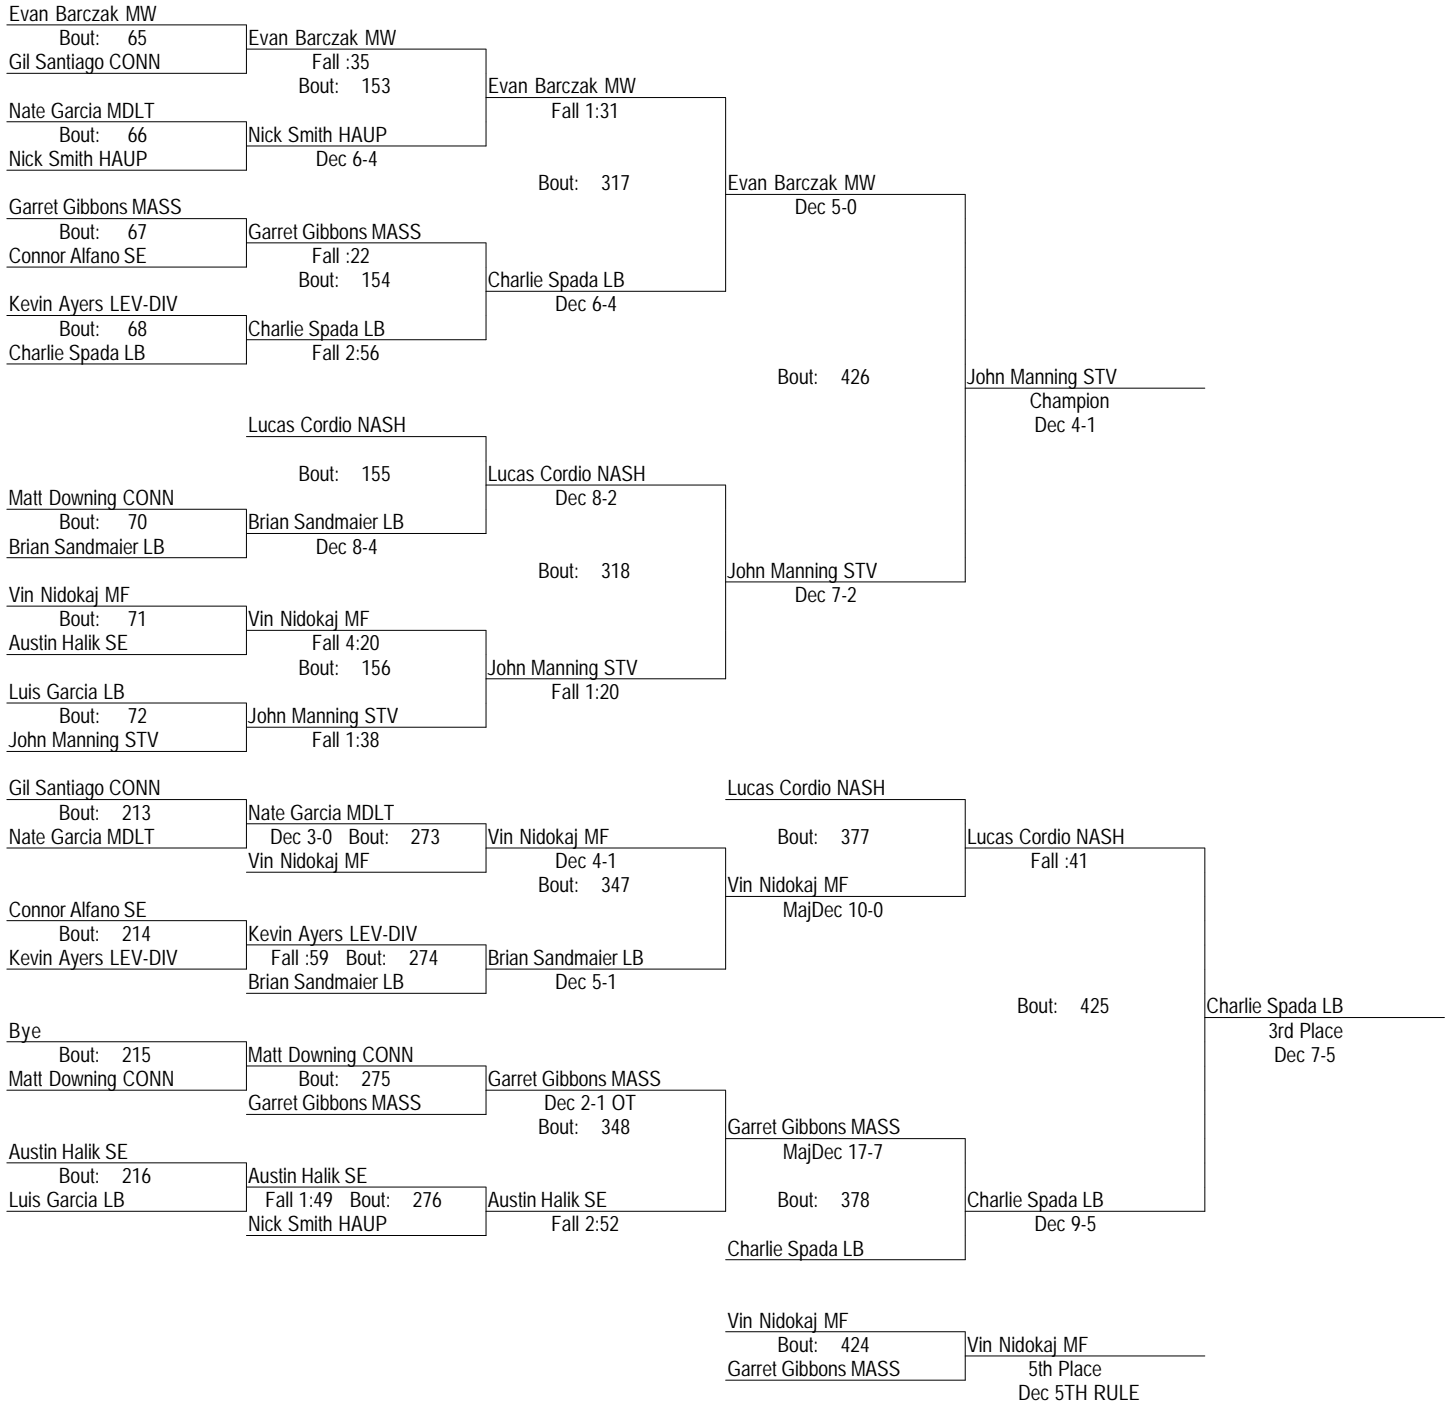 Evan Barczak MW
Bout: 65
Evan Barczak MW
Gil Santiago CONN
Fall :35
Bout: 153
Evan Barczak MW
Nate Garcia MDLT
Fall 1:31
Bout: 66
Nick Smith HAUP
Nick Smith HAUP
Dec 6-4
Bout: 317
Evan Barczak MW
Garret Gibbons MASS
Dec 5-0
Bout: 67
Garret Gibbons MASS
Connor Alfano SE
Fall :22
Bout: 154
Charlie Spada LB
Kevin Ayers LEV-DIV
Dec 6-4
Bout: 68
Charlie Spada LB
Charlie Spada LB
Fall 2:56
Bout: 426
John Manning STV
Champion
Lucas Cordio NASH
Dec 4-1
Bout: 155
Lucas Cordio NASH
Matt Downing CONN
Dec 8-2
Bout: 70
Brian Sandmaier LB
Brian Sandmaier LB
Dec 8-4
Bout: 318
John Manning STV
Vin Nidokaj MF
Dec 7-2
Bout: 71
Vin Nidokaj MF
Austin Halik SE
Fall 4:20
Bout: 156
John Manning STV
Luis Garcia LB
Fall 1:20
Bout: 72
John Manning STV
John Manning STV
Fall 1:38
Gil Santiago CONN
Lucas Cordio NASH
Bout: 213
Nate Garcia MDLT
Nate Garcia MDLT
Dec 3-0 Bout: 273
Vin Nidokaj MF
Bout: 377
Lucas Cordio NASH
Vin Nidokaj MF
Dec 4-1
Fall :41
Bout: 347
Vin Nidokaj MF
Connor Alfano SE
MajDec 10-0
Bout: 214
Kevin Ayers LEV-DIV
Kevin Ayers LEV-DIV
Fall :59 Bout: 274
Brian Sandmaier LB
Brian Sandmaier LB
Dec 5-1
Bout: 425
Charlie Spada LB
Bye
3rd Place
Bout: 215
Matt Downing CONN
Dec 7-5
Matt Downing CONN
Bout: 275
Garret Gibbons MASS
Garret Gibbons MASS
Dec 2-1 OT
Bout: 348
Garret Gibbons MASS
Austin Halik SE
MajDec 17-7
Bout: 216
Austin Halik SE
Luis Garcia LB
Fall 1:49 Bout: 276
Austin Halik SE
Bout: 378
Charlie Spada LB
Nick Smith HAUP
Fall 2:52
Dec 9-5
Charlie Spada LB
Vin Nidokaj MF
Bout: 424
Vin Nidokaj MF
Garret Gibbons MASS
5th Place
Dec 5TH RULE